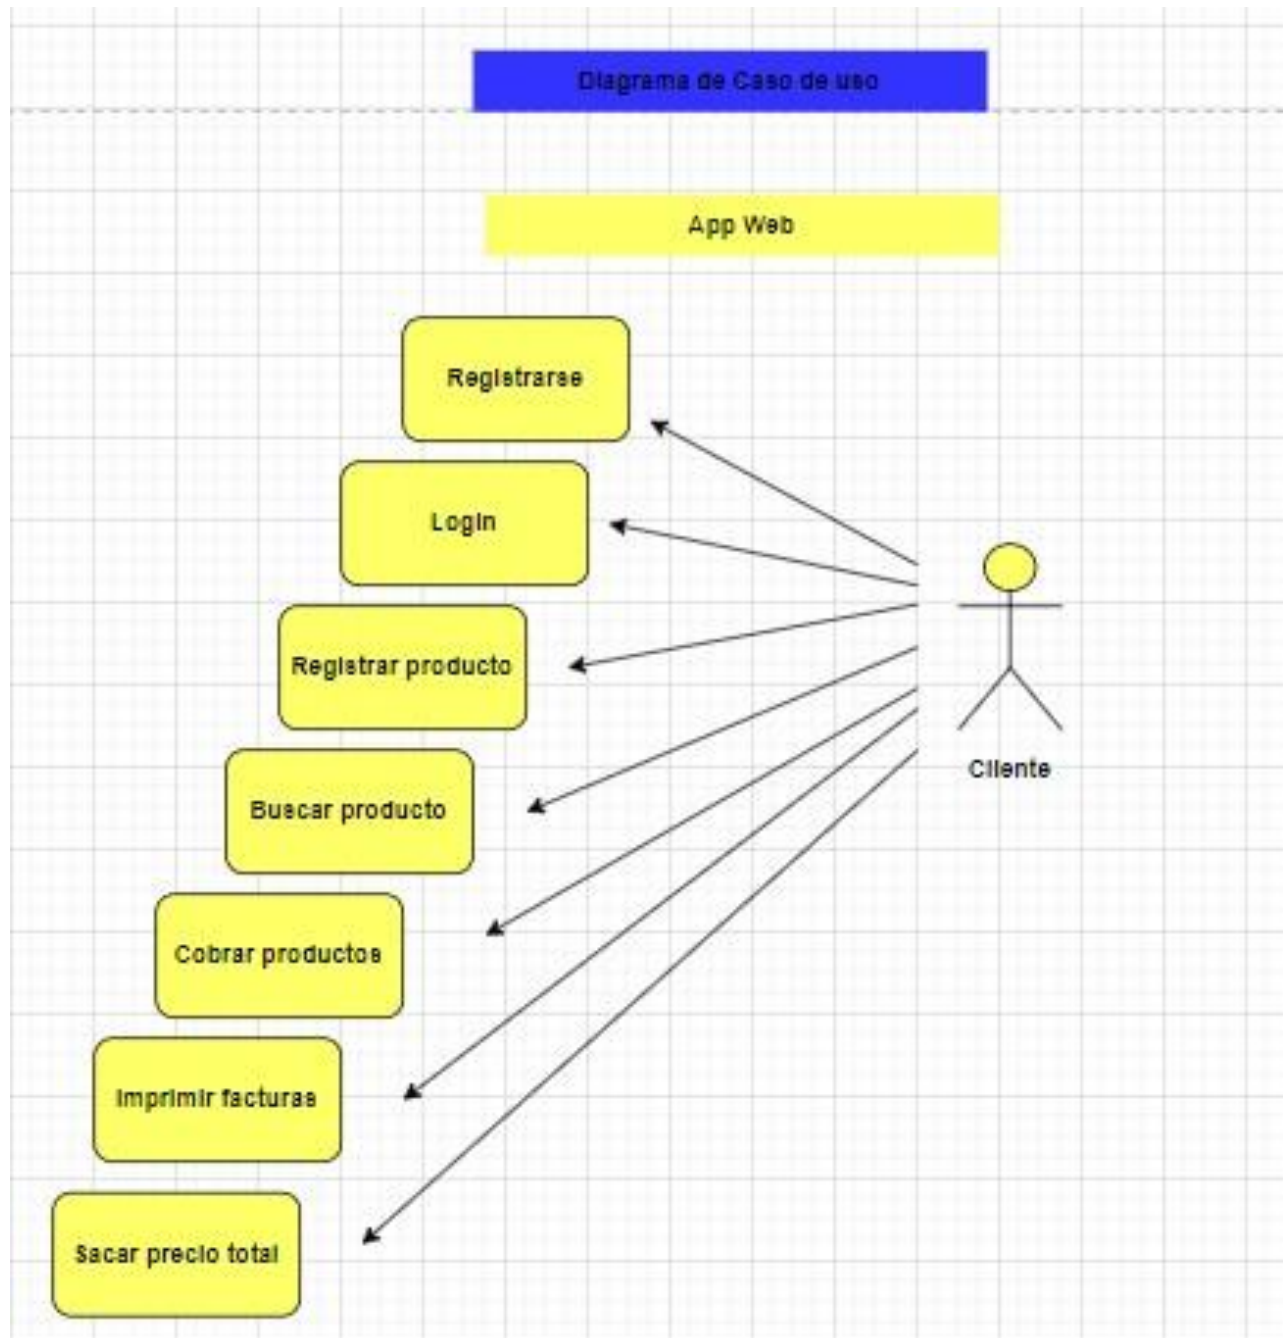 Diagrama de Caso de uso
App Web
Registrarse
Login
Registrar producto
Buscar producto
Cobrar productos
Imprimir facturas
Sacar precio total
Cliente